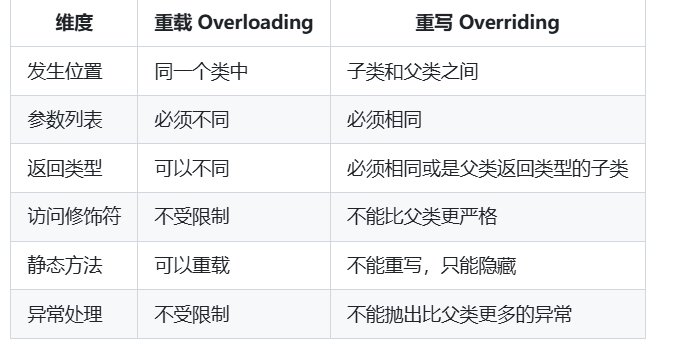 维度 重载 Overloading 重写 Overriding
发生位置 同一个类中 子类和父类之间
参数列表 必须不同 必须相同
返回类型 可以不同 必须相同或是父类返回类型的子类
访问修饰符 不受限制 不能比父类更严格
静态方法 可以重载 不能重写，只能隐藏
异常处理 不受限制 不能抛出比父类更多的异常